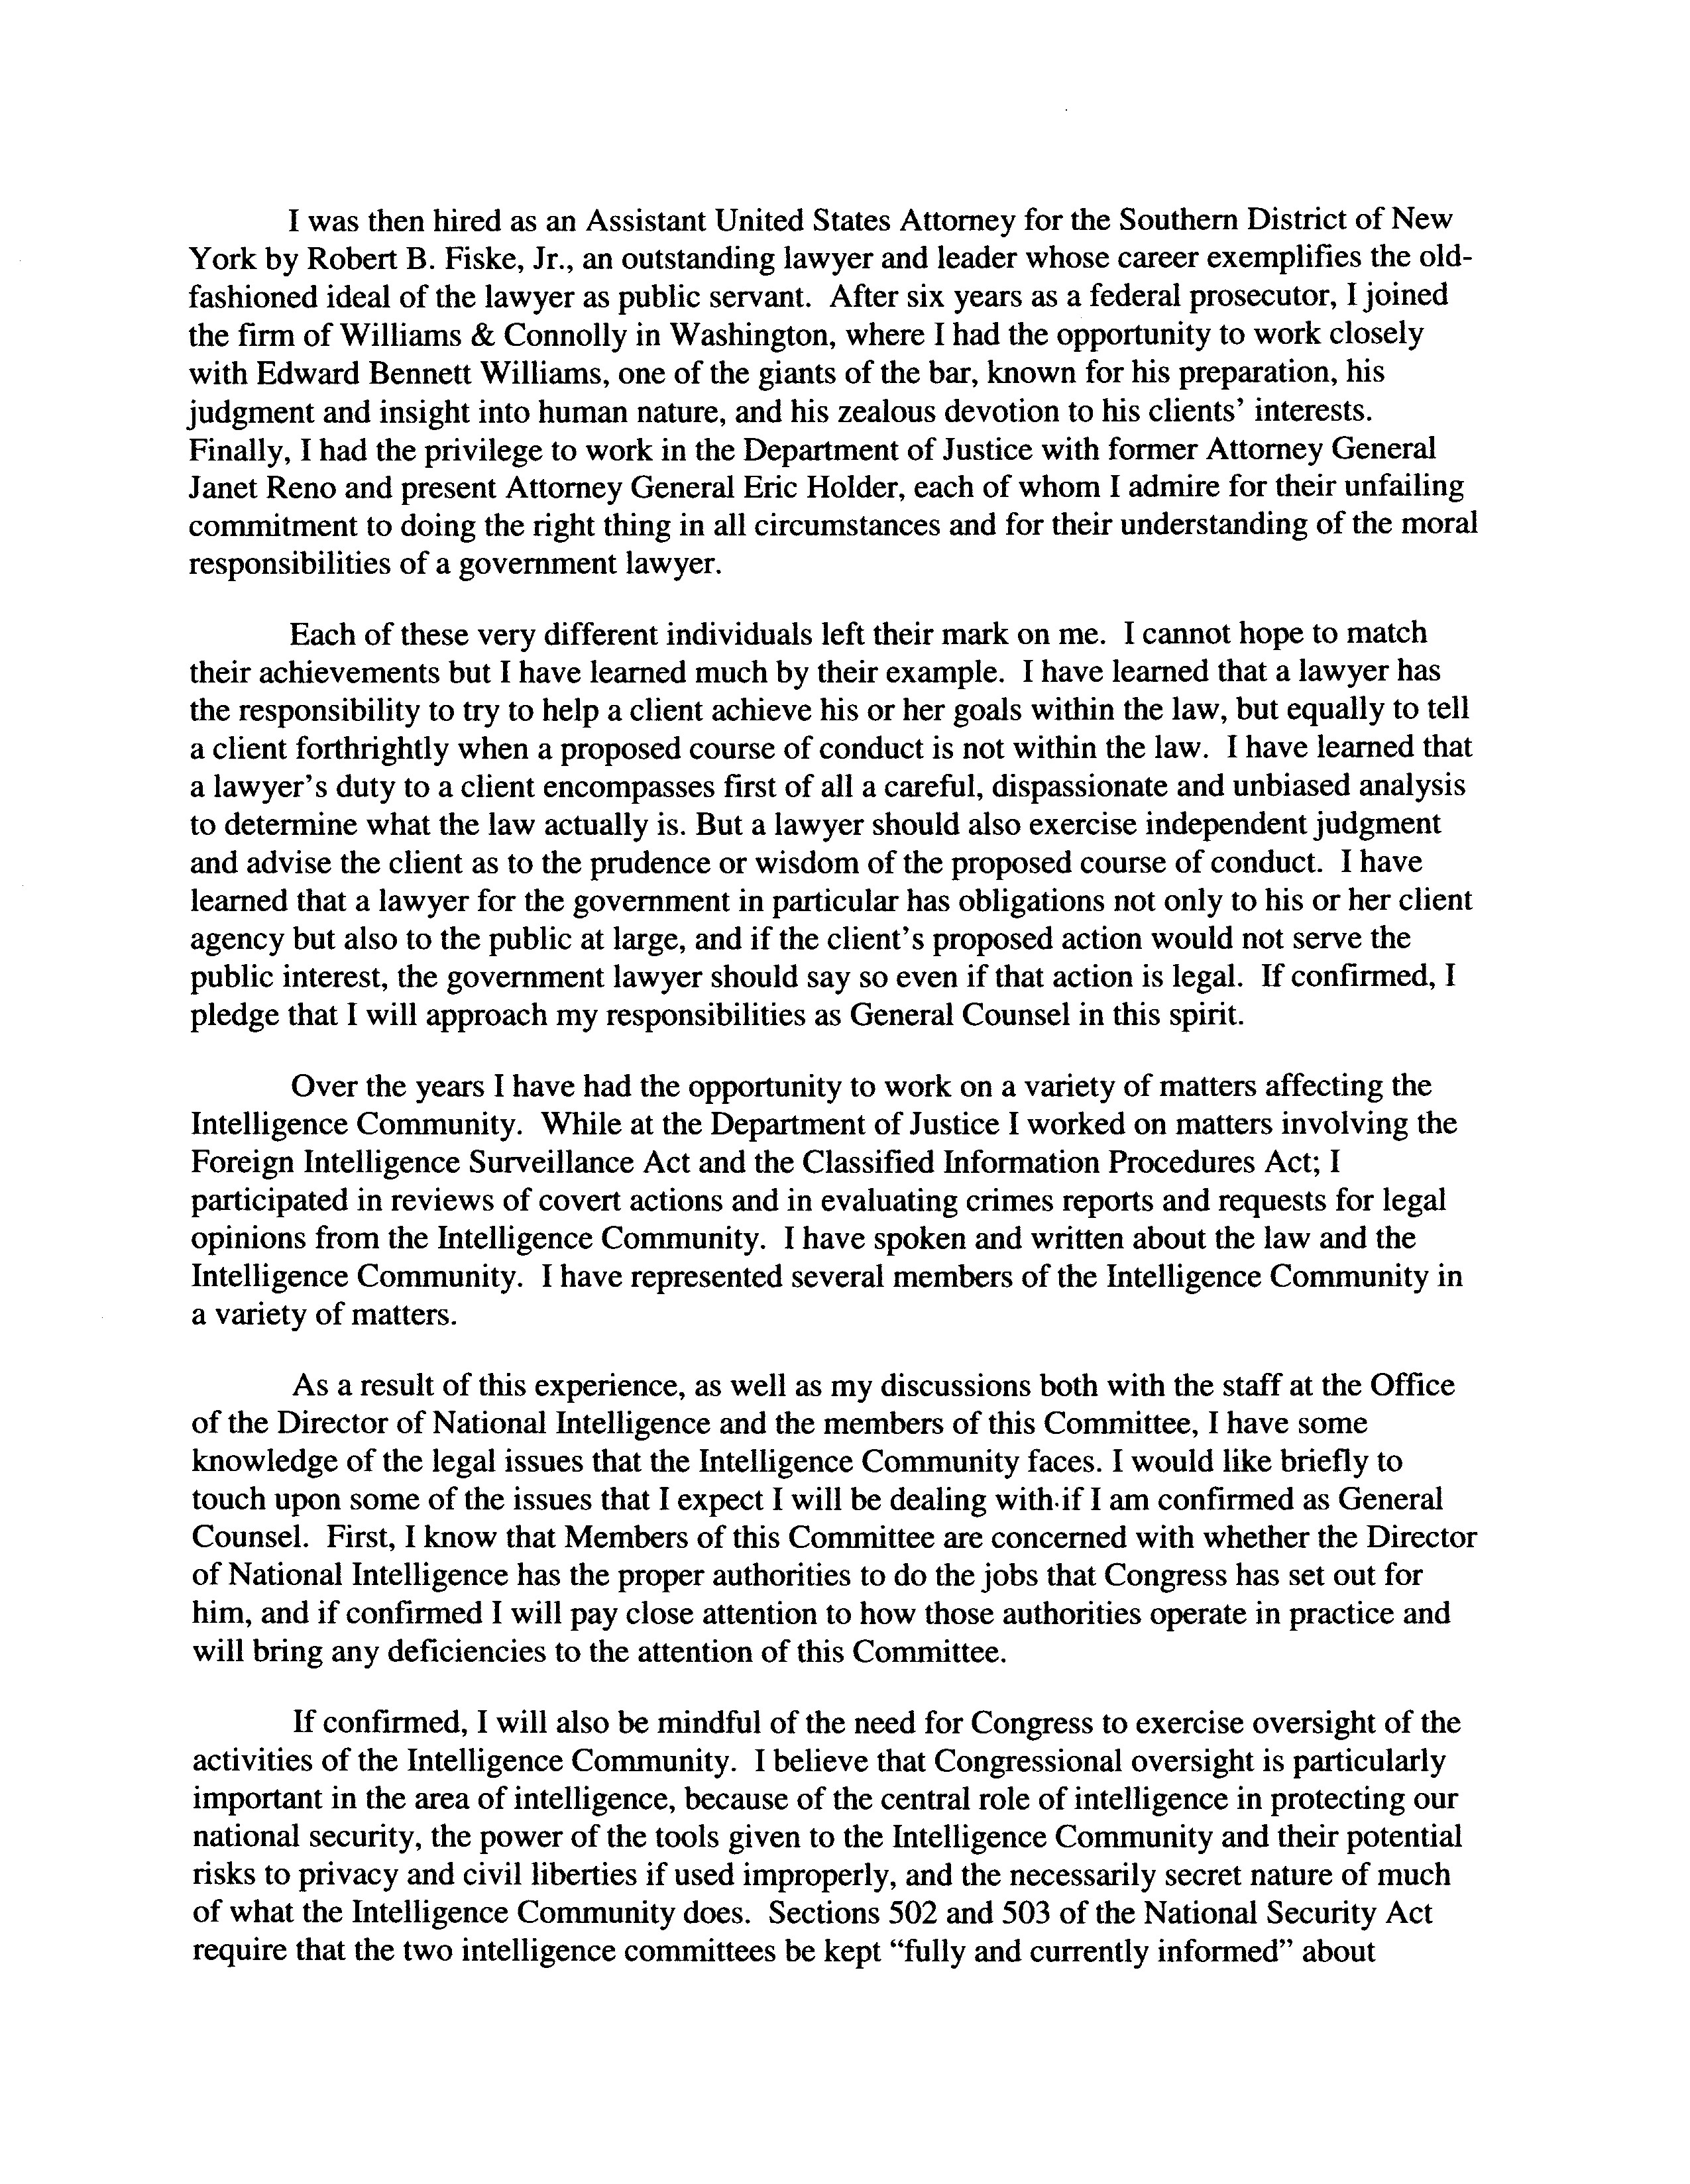 I was then hired as an Assistant United States Attorney for the Southern District of New
York by Robert B. Fiske, Jr., an outstanding lawyer and leader whose career exemplifies the old-
fashioned ideal of the lawyer as public servant.  After six years as a federal prosecutor, I joined
the firm of Williams & Connolly in Washington, where I had the opportunity to work closely
with Edward Bennett Williams, one of the giants of the bar, known for his preparation, his
judgment and insight into human nature, and his zealous devotion to his clients’ interests.
Finally, I had the privilege to work in the Department of Justice with former Attorney General
Janet Reno and present Attorney General Eric Holder, each of whom I admire for their unfailing
commitment to doing the right thing in all circumstances and for their understanding of the moral
responsibilities of a government lawyer.
Each of these very different individuals left their mark on me.  I cannot hope to match
their achievements but I have learned much by their example.  I have learned that a lawyer has
the responsibility to try to help a client achieve his or her goals within the law, but equally to tell
a client forthrightly when a proposed course of conduct is not within the law.  I have learned that
a lawyer’s duty to a client encompasses first of all a careful, dispassionate and unbiased analysis
to determine what the law actually is. But a lawyer should also exercise independent judgment
and advise the client as to the prudence or wisdom of the proposed course of conduct.  I have
learned that a lawyer for the government in particular has obligations not only to his or her client
agency but also to the public at large, and if the client’s proposed action would not serve the
public interest, the government lawyer should say so even if that action is legal.  If confirmed, I
pledge that I will approach my responsibilities as General Counsel in this spirit.
Over the years I have had the opportunity to work on a variety of matters affecting the
Intelligence Community.  While at the Department of Justice I worked on matters involving the
Foreign Intelligence Surveillance Act and the Classified Information Procedures Act; I
participated in reviews of covert actions and in evaluating crimes reports and requests for legal
opinions from the Intelligence Community.  I have spoken and written about the law and the
Intelligence Community.  I have represented several members of the Intelligence Community in
a variety of matters.
As a result of this experience, as well as my discussions both with the staff at the Office
of the Director of National Intelligence and the members of this Committee, I have some
knowledge of the legal issues that the Intelligence Community faces. I would like briefly to
touch upon some of the issues that I expect I will be dealing with if I am confirmed as General
Counsel.  First, I know that Members of this Committee are concerned with whether the Director
of National Intelligence has the proper authorities to do the jobs that Congress has set out for
him, and if confirmed I will pay close attention to how those authorities operate in practice and
will bring any deficiencies to the attention of this Committee.
If confirmed, I will also be mindful of the need for Congress to exercise oversight of the
activities of the Intelligence Community.  I believe that Congressional oversight is particularly
important in the area of intelligence, because of the central role of intelligence in protecting our
national security, the power of the tools given to the Intelligence Community and their potential
risks to privacy and civil liberties if used improperly, and the necessarily secret nature of much
of what the Intelligence Community does.  Sections 502 and 503 of the National Security Act
require that the two intelligence committees be kept “fully and currently informed” about